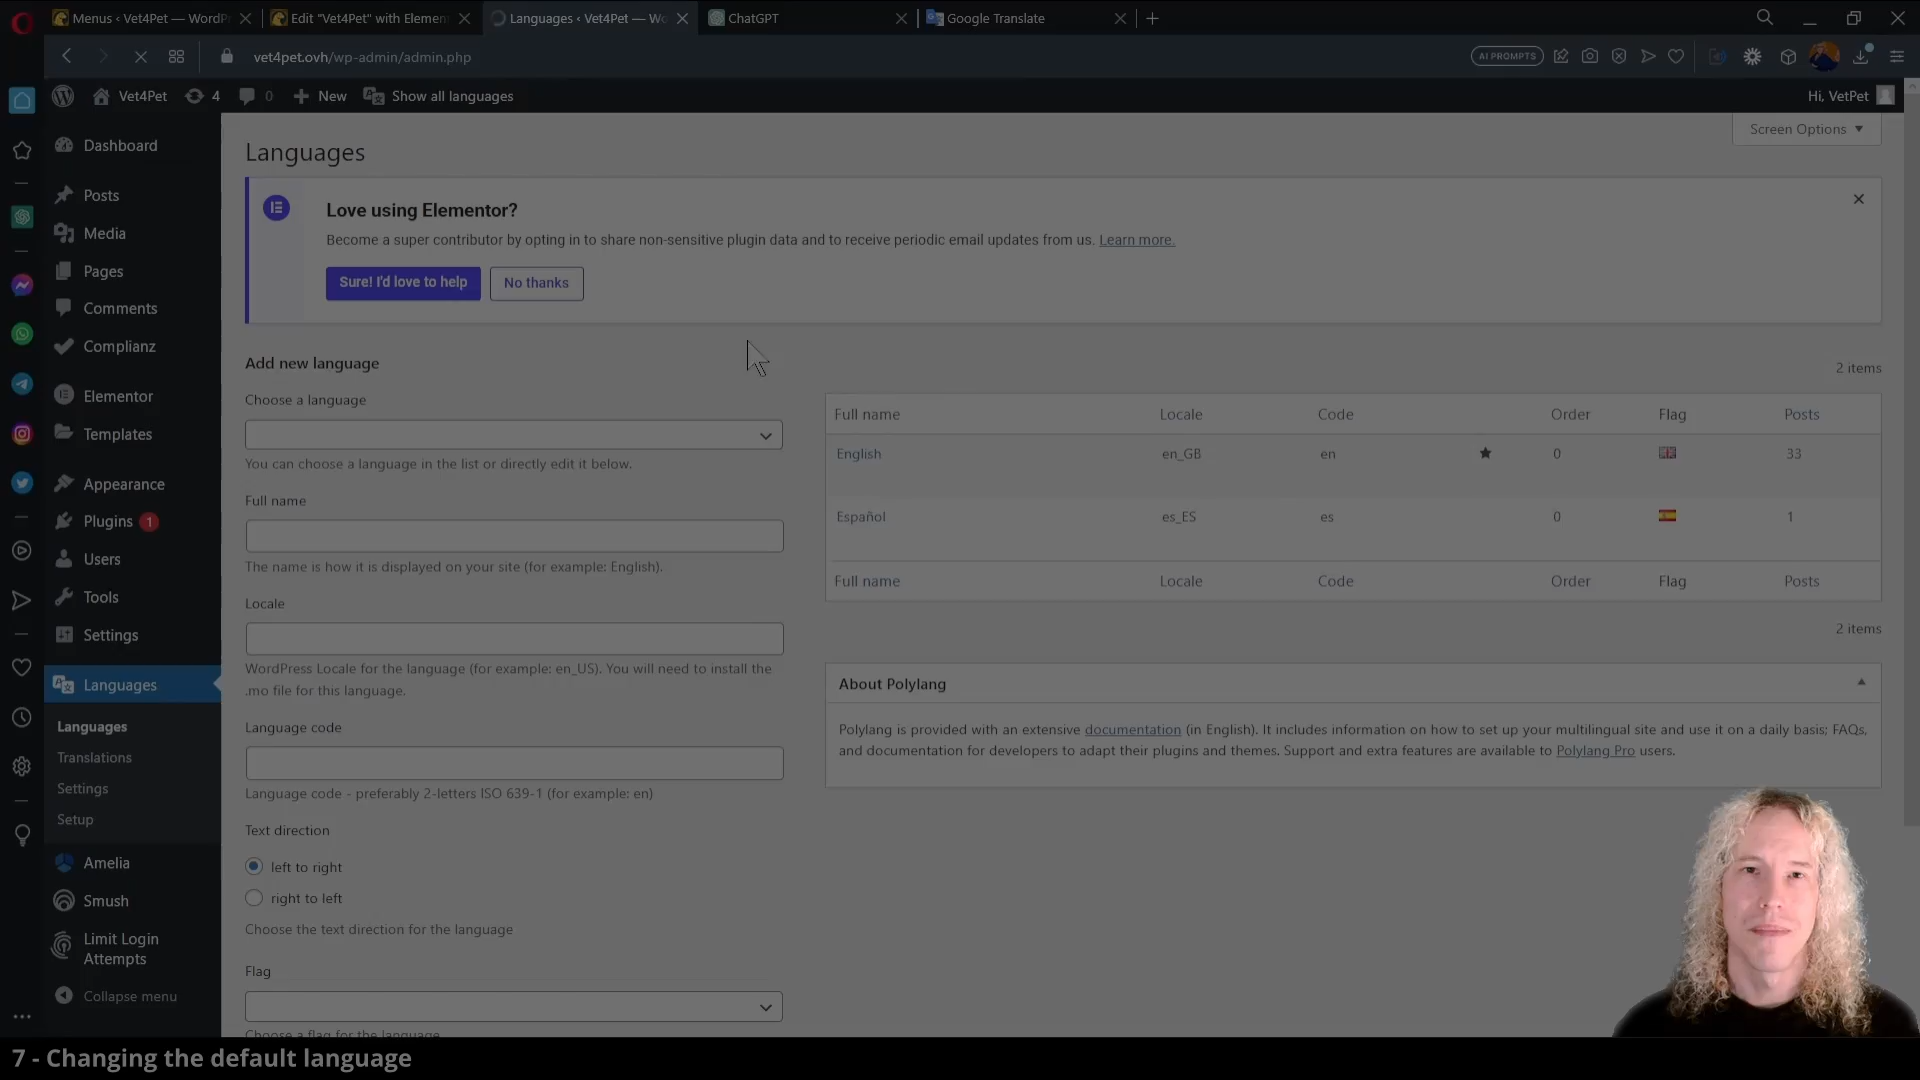 Menus ‹ Vet4Pet — WordPr
Edit "Vet4Pet" with Elemen
Languages ‹ Vet4Pet — Wo
ChatGPT
Google Translate
vet4pet.ovh/wp-admin/admin.php
AI PROMPTS
Vet4Pet
4
0
New
Show all languages
Hi, VetPet
Screen Options
Dashboard
Posts
Media
Pages
Comments
Complianz
Elementor
Templates
Appearance
Plugins 1
Users
Tools
Settings
Languages
Languages
Translations
Settings
Setup
Amelia
Smush
Limit Login
Attempts
Collapse menu
Languages
Love using Elementor?
Become a super contributor by opting in to share non-sensitive plugin data and to receive periodic email updates from us. Learn more.
Sure! I'd love to help
No thanks
Add new language
Choose a language
You can choose a language in the list or directly edit it below.
Full name
The name is how it is displayed on your site (for example: English).
Locale
WordPress Locale for the language (for example: en_US). You will need to install the
.mo file for this language.
Language code
Language code - preferably 2-letters ISO 639-1 (for example: en)
Text direction
left to right
right to left
Choose the text direction for the language
Flag
Choose a flag for the language
2 items
Full name Locale Code Order Flag Posts
English en_GB en 0 33
Español es_ES es 0 1
Full name Locale Code Order Flag Posts
2 items
About Polylang
Polylang is provided with an extensive documentation (in English). It includes information on how to set up your multilingual site and use it on a daily basis; FAQs,
and documentation for developers to adapt their plugins and themes. Support and extra features are available to Polylang Pro users.
7 - Changing the default language